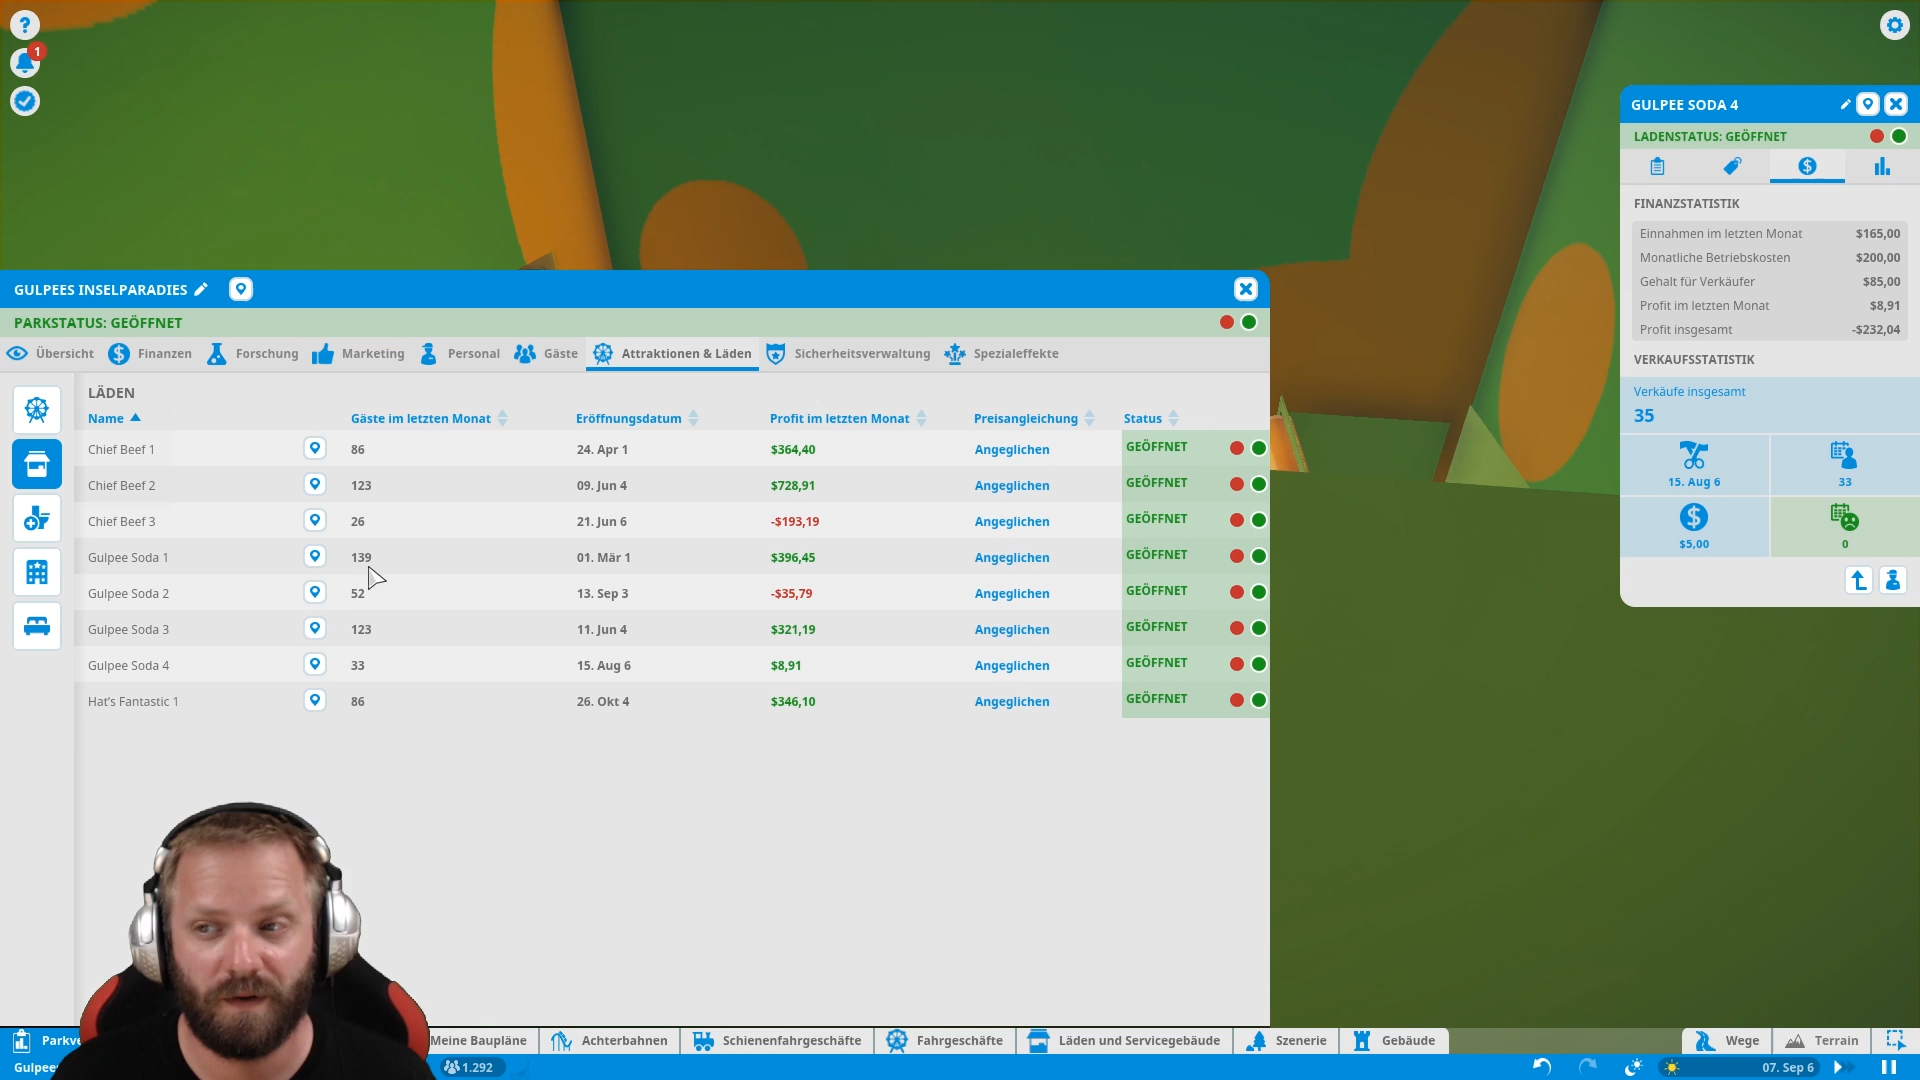 ?
1
GULPEE SODA 4
LADENSTATUS: GEÖFFNET
FINANZSTATISTIK
Einnahmen im letzten Monat $165,00
Monatliche Betriebskosten $200,00
Gehalt für Verkäufer $85,00
Profit im letzten Monat $8,91
Profit insgesamt -$232,04
VERKAUFSSTATISTIK
Verkäufe insgesamt
35
15. Aug 6 33
$5,00 0
GULPEES INSELPARADIES
PARKSTATUS: GEÖFFNET
Übersicht Finanzen Forschung Marketing Personal Gäste Attraktionen & Läden Sicherheitsverwaltung Spezialeffekte
LÄDEN
Name Gäste im letzten Monat Eröffnungsdatum Profit im letzten Monat Preisangleichung Status
Chief Beef 1 86 24. Apr 1 $364,40 Angeglichen GEÖFFNET
Chief Beef 2 123 09. Jun 4 $728,91 Angeglichen GEÖFFNET
Chief Beef 3 26 21. Jun 6 -$193,19 Angeglichen GEÖFFNET
Gulpee Soda 1 139 01. Mär 1 $396,45 Angeglichen GEÖFFNET
Gulpee Soda 2 52 13. Sep 3 -$35,79 Angeglichen GEÖFFNET
Gulpee Soda 3 123 11. Jun 4 $321,19 Angeglichen GEÖFFNET
Gulpee Soda 4 33 15. Aug 6 $8,91 Angeglichen GEÖFFNET
Hat's Fantastic 1 86 26. Okt 4 $346,10 Angeglichen GEÖFFNET
Meine Baupläne Achterbahnen Schienenfahrgeschäfte Fahrgeschäfte Läden und Servicegebäude Szenerie Gebäude Wege Terrain
1.292 07. Sep 6